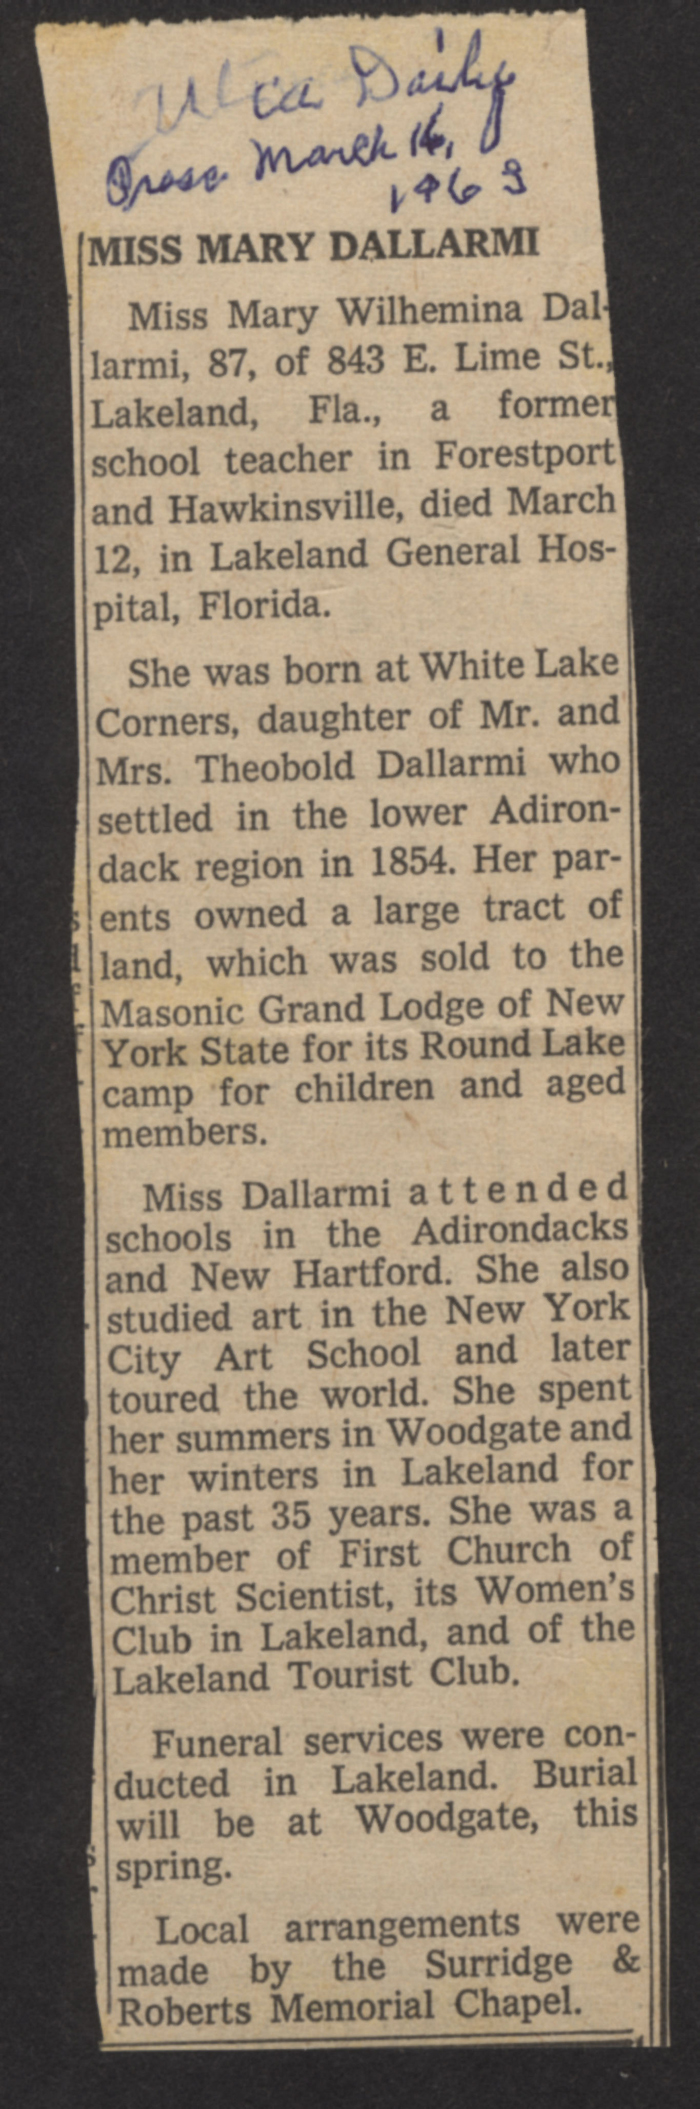 Utica Daily
Press March 16,
1963
MISS MARY DALLARMI
Miss Mary Wilhemina Dal-
larmi, 87, of 843 E. Lime St.,
Lakeland, Fla., a former
school teacher in Forestport
and Hawkinsville, died March
12, in Lakeland General Hos-
pital, Florida.
She was born at White Lake
Corners, daughter of Mr. and
Mrs. Theobold Dallarmi who
settled in the lower Adiron-
dack region in 1854. Her par-
ents owned a large tract of
land, which was sold to the
Masonic Grand Lodge of New
York State for its Round Lake
camp for children and aged
members.
Miss Dallarmi attended
schools in the Adirondacks
and New Hartford. She also
studied art in the New York
City Art School and later
toured the world. She spent
her summers in Woodgate and
her winters in Lakeland for
the past 35 years. She was a
member of First Church of
Christ Scientist, its Women's
Club in Lakeland, and of the
Lakeland Tourist Club.
Funeral services were con-
ducted in Lakeland. Burial
will be at Woodgate, this
spring.
Local arrangements were
made by the Surridge &
Roberts Memorial Chapel.